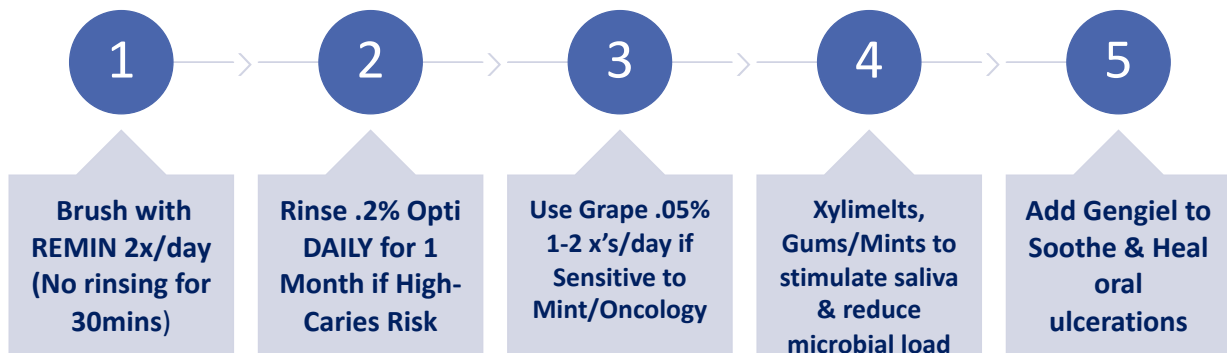 1
2
3
4
5
Brush with
REMIN 2x/day
(No rinsing for
30mins)
Rinse .2% Opti
DAILY for 1
Month if High-
Caries Risk
Use Grape .05%
1-2 x's/day if
Sensitive to
Mint/Oncology
Xylimelts,
Gums/Mints to
stimulate saliva
& reduce
microbial load
Add Gengiel to
Soothe & Heal
oral
ulcerations